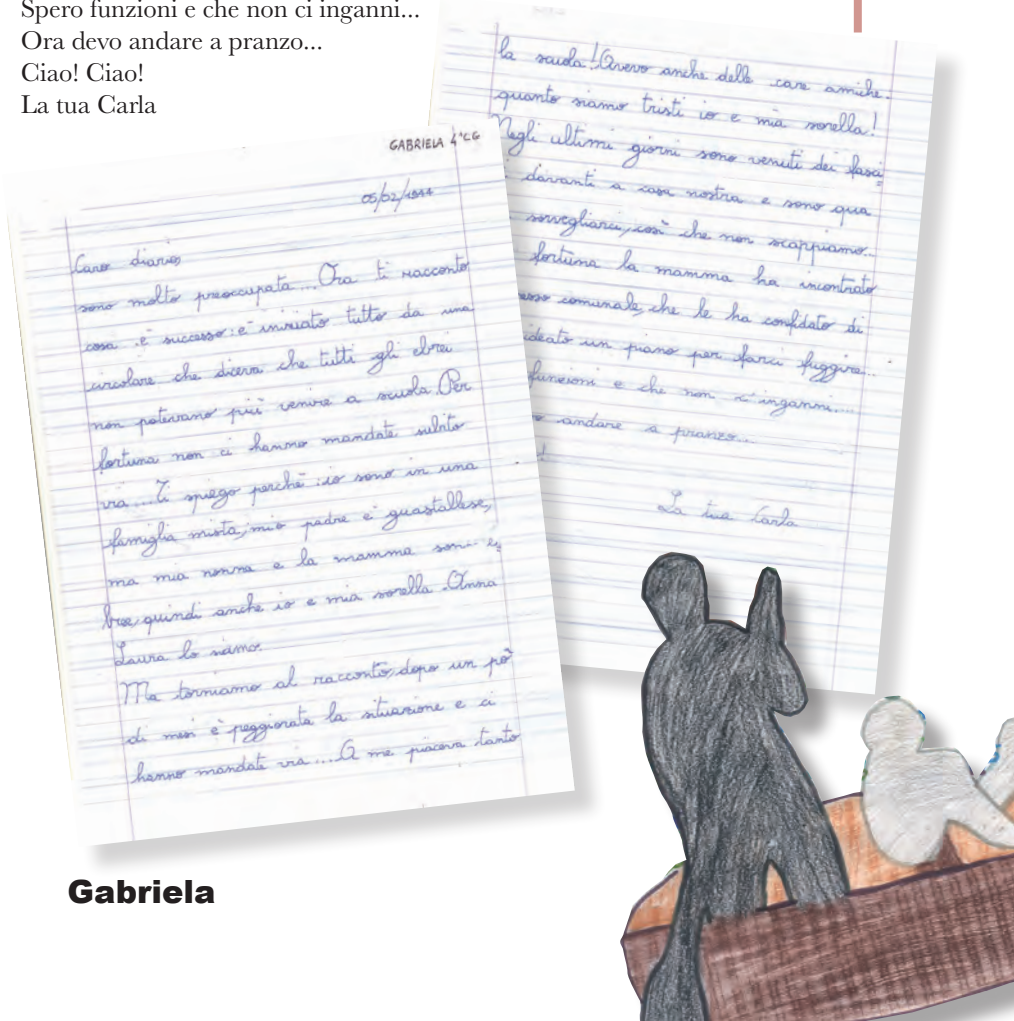 Spero funzioni e che non ci inganni...
Ora devo andare a pranzo...
Ciao! Ciao!
La tua Carla
GABRIELA 4°CG
05/02/1944
Caro diario,
sono molto preoccupata... Ora ti racconto
cosa è successo: è iniziato tutto da una
circolare che diceva che tutti gli ebrei
non potevano più venire a scuola. Per
fortuna non ci hanno mandate subito
via... Ti spiego perchè: io sono in una
famiglia mista, mio padre è guastallese,
ma mia nonna e la mamma sono e_
bree, quindi anche io e mia sorella Anna
Laura lo siamo.
Ma torniamo al racconto, dopo un pò
di mesi è peggiorata la situazione e ci
hanno mandate via... A me piaceva tanto
la scuola! Avevo anche delle care amiche.
quanto siamo tristi io e mia sorella!
Negli ultimi giorni sono venuti dei fasci_
davanti a casa nostra e sono qua
sorvegliarci, così che non scappiamo...
fortuna la mamma ha incontrato
comunale, che le ha confidato di
ideato un piano per farci fuggire...
funzioni e che non c'inganni...
andare a pranzo...
!
La tua Carla
Gabriela